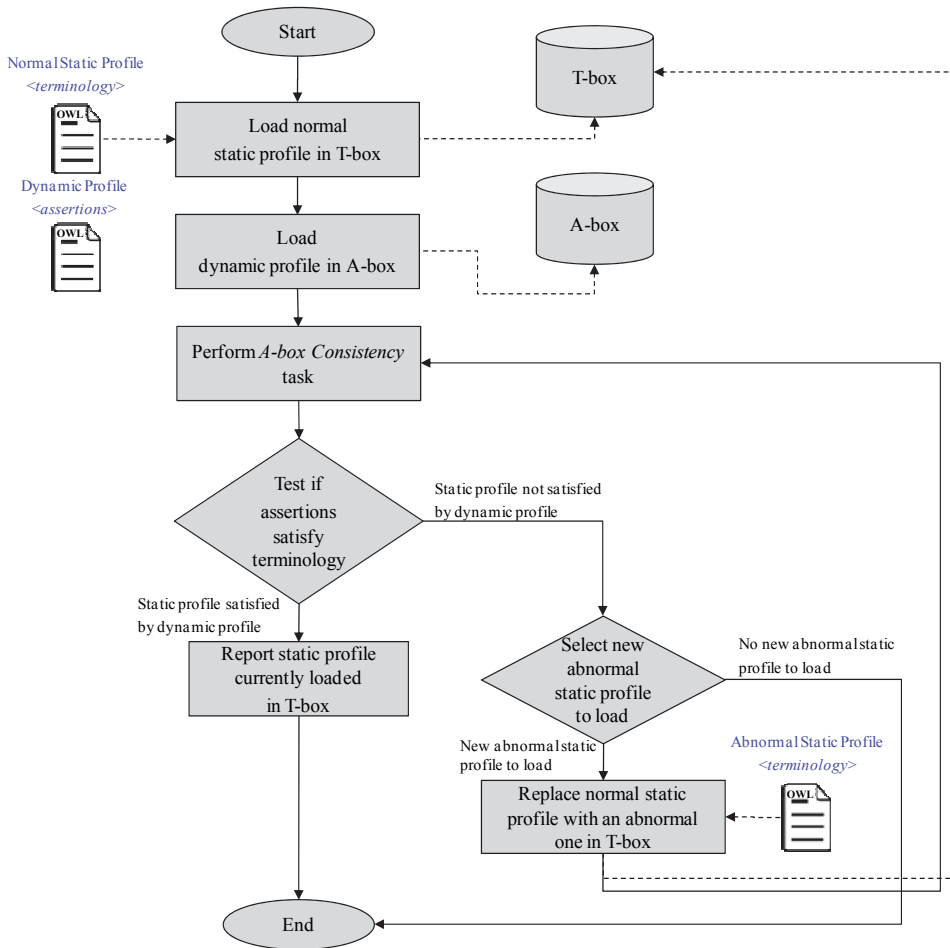 Start
Normal Static Profile
<terminology>
OWL
T-box
Load normal
static profile in T-box
Dynamic Profile
<assertions>
OWL
Load
dynamic profile in A-box
A-box
Perform A-box Consistency
task
Test if
assertions
satisfy
terminology
Static profile not satisfied
by dynamic profile
Static profile satisfied
by dynamic profile
Report static profile
currently loaded
in T-box
Select new
abnormal
static profile
to load
No new abnormal static
profile to load
New abnormal static
profile to load
Abnormal Static Profile
<terminology>
OWL
Replace normal static
profile with an abnormal
one in T-box
End